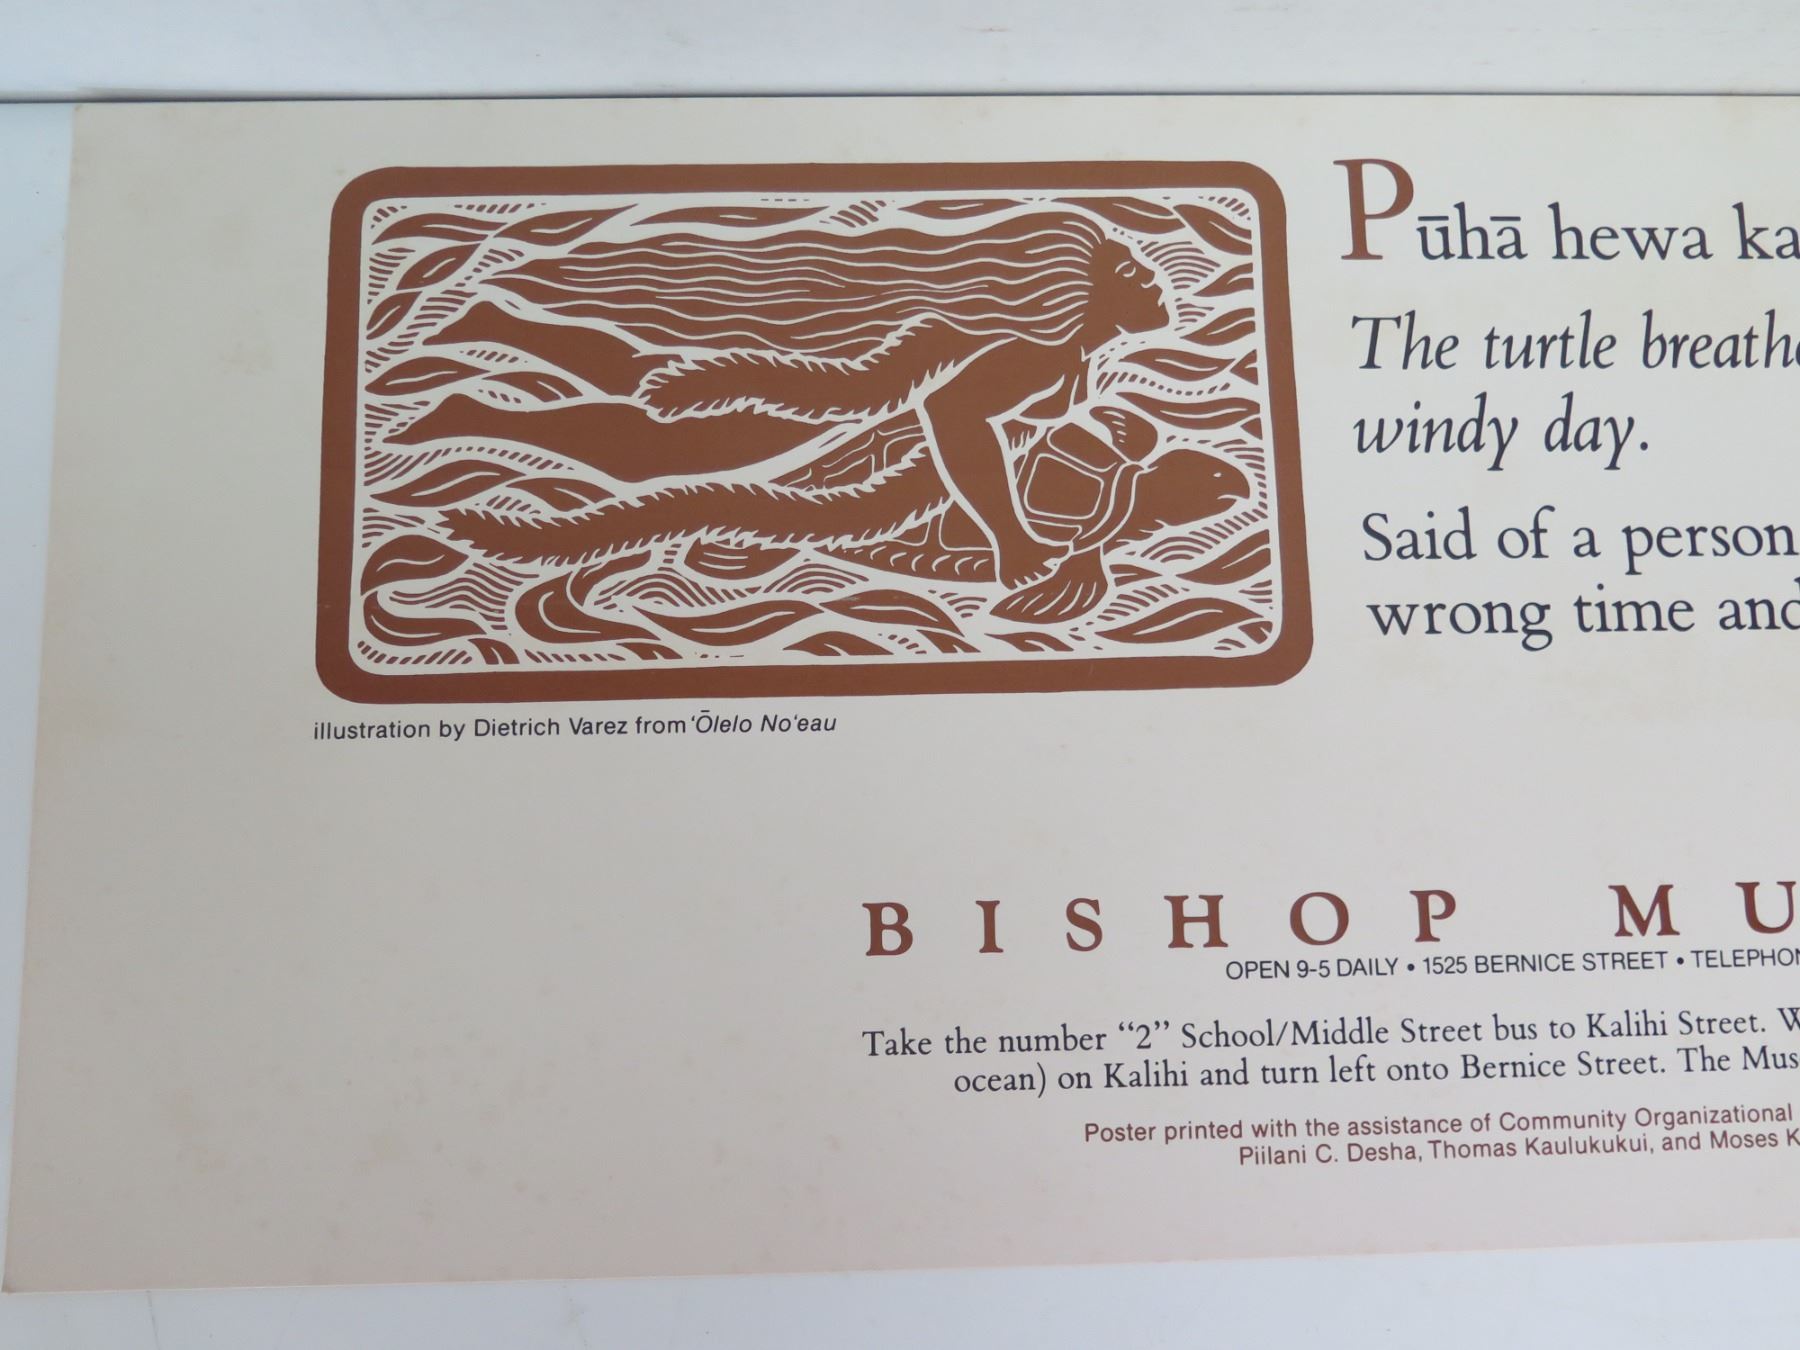 Pūhā hewa ka
The turtle breathe
windy day.
Said of a person
wrong time and
illustration by Dietrich Varez from ʻŌlelo Noʻeau
BISHOP MU
OPEN 9-5 DAILY • 1525 BERNICE STREET • TELEPHON
Take the number “2” School/Middle Street bus to Kalihi Street. W
ocean) on Kalihi and turn left onto Bernice Street. The Mus
Poster printed with the assistance of Community Organizational
Piilani C. Desha, Thomas Kaulukukui, and Moses K